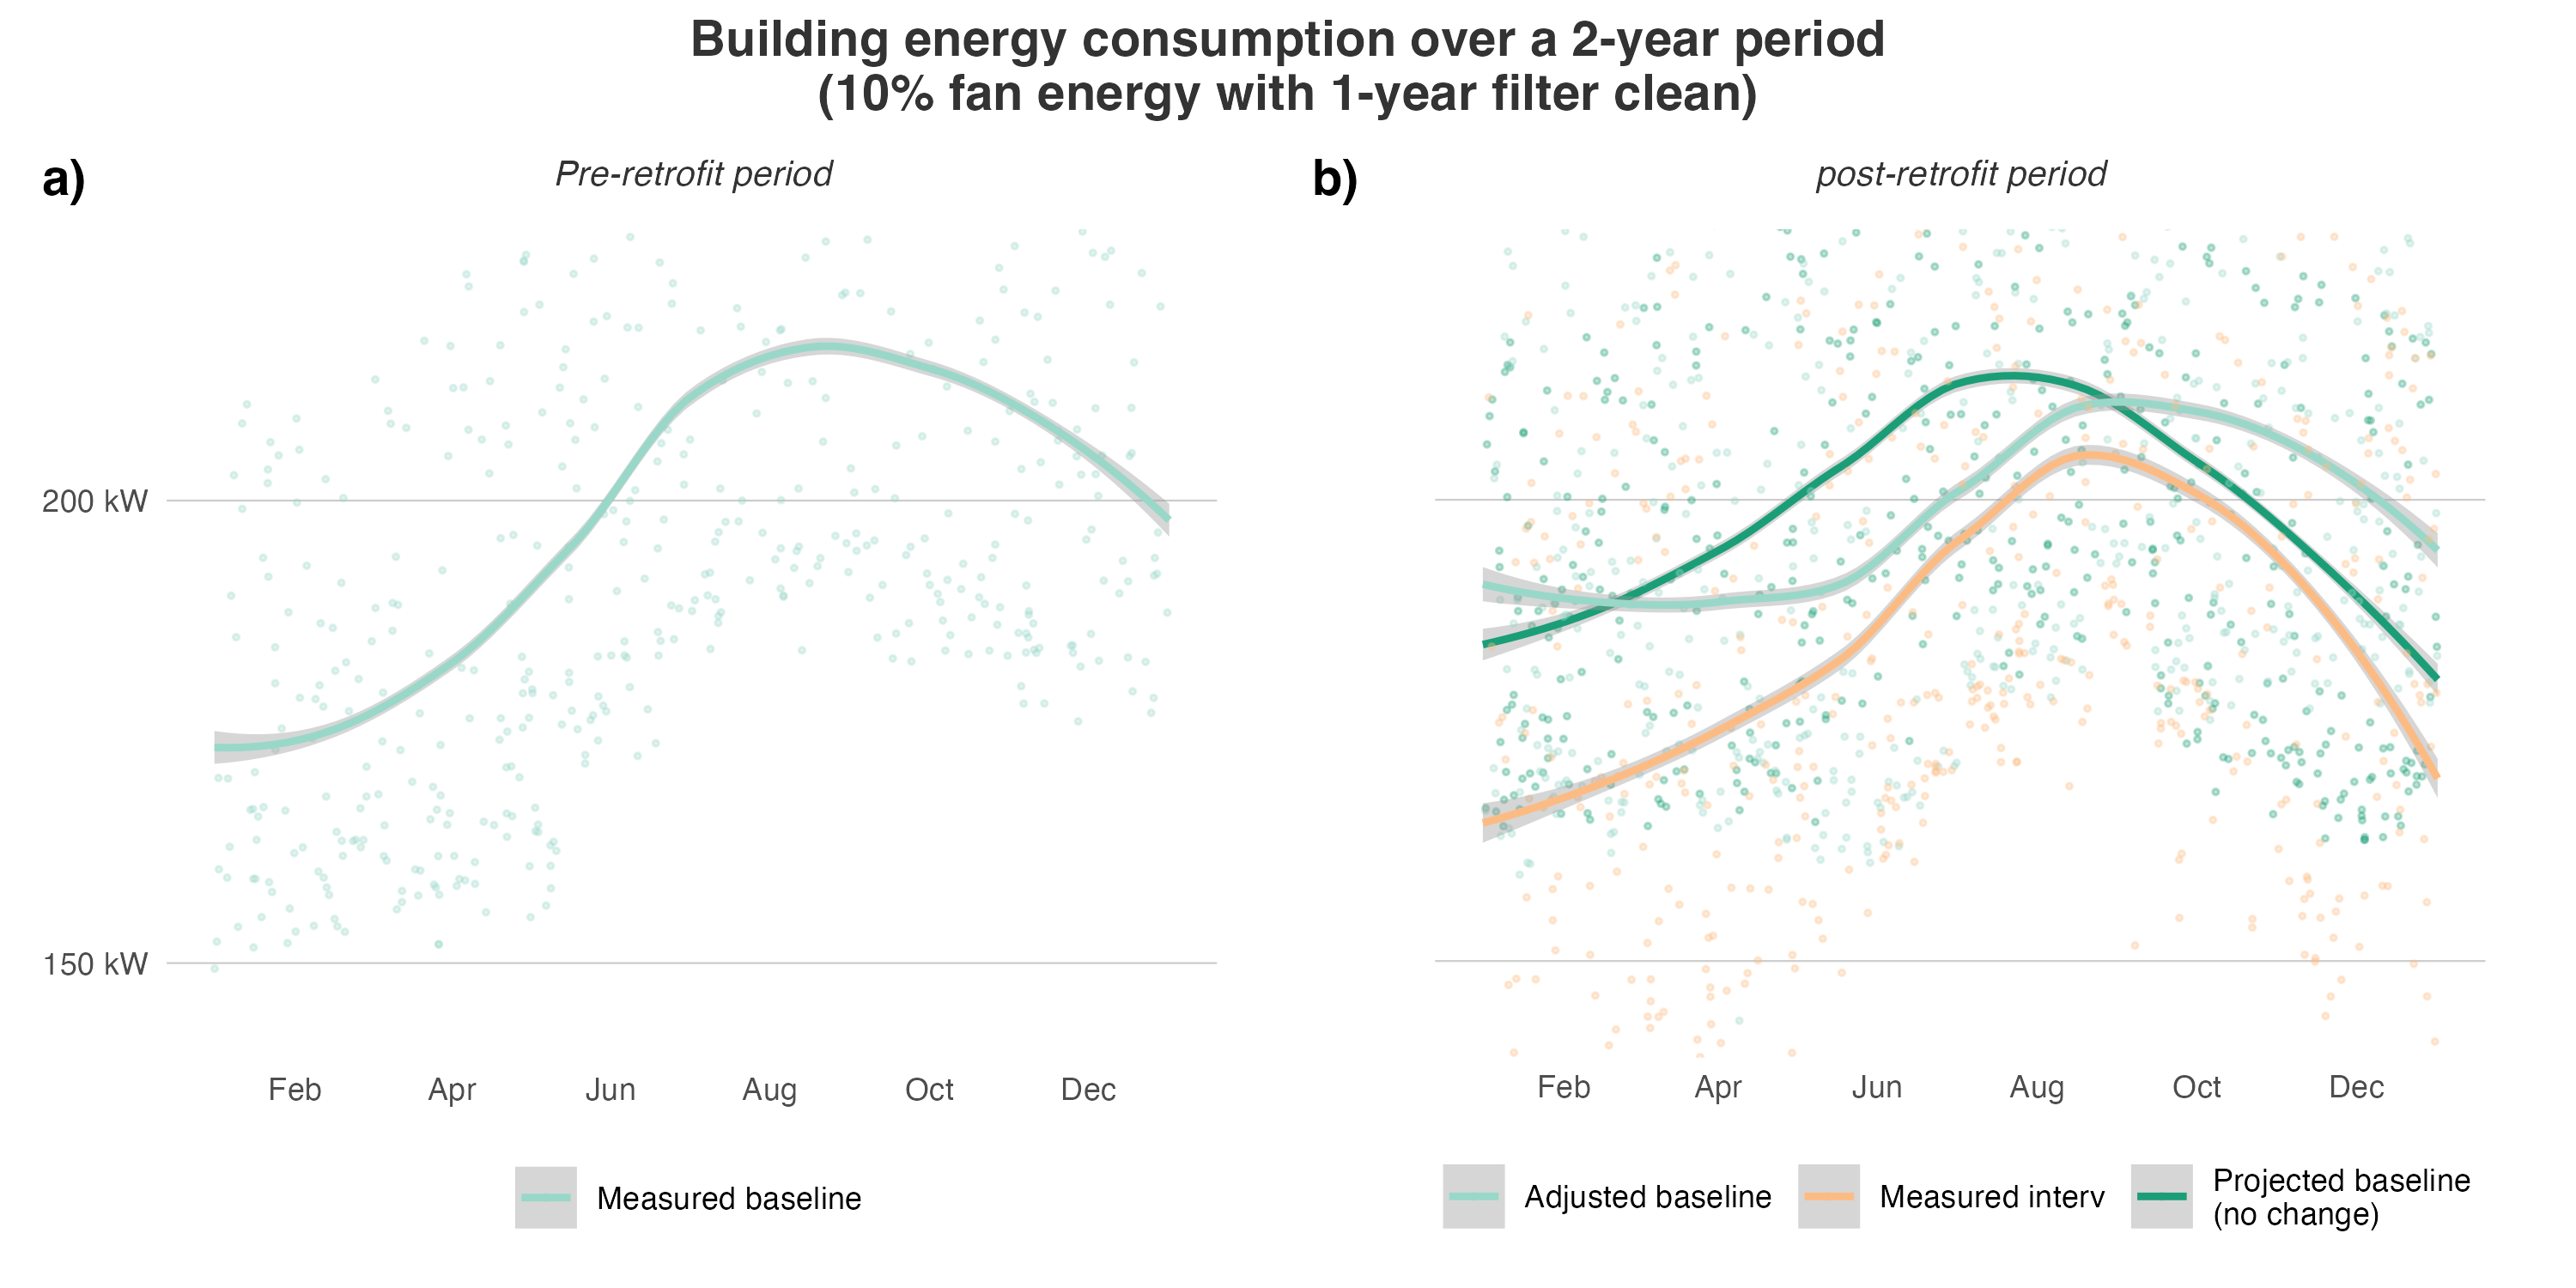 Building energy consumption over a 2-year period
(10% fan energy with 1-year filter clean)
a)
Pre-retrofit period
200 kW
150 kW
Feb Apr Jun Aug Oct Dec
Measured baseline
b)
post-retrofit period
Feb Apr Jun Aug Oct Dec
Adjusted baseline
Measured interv
Projected baseline
(no change)